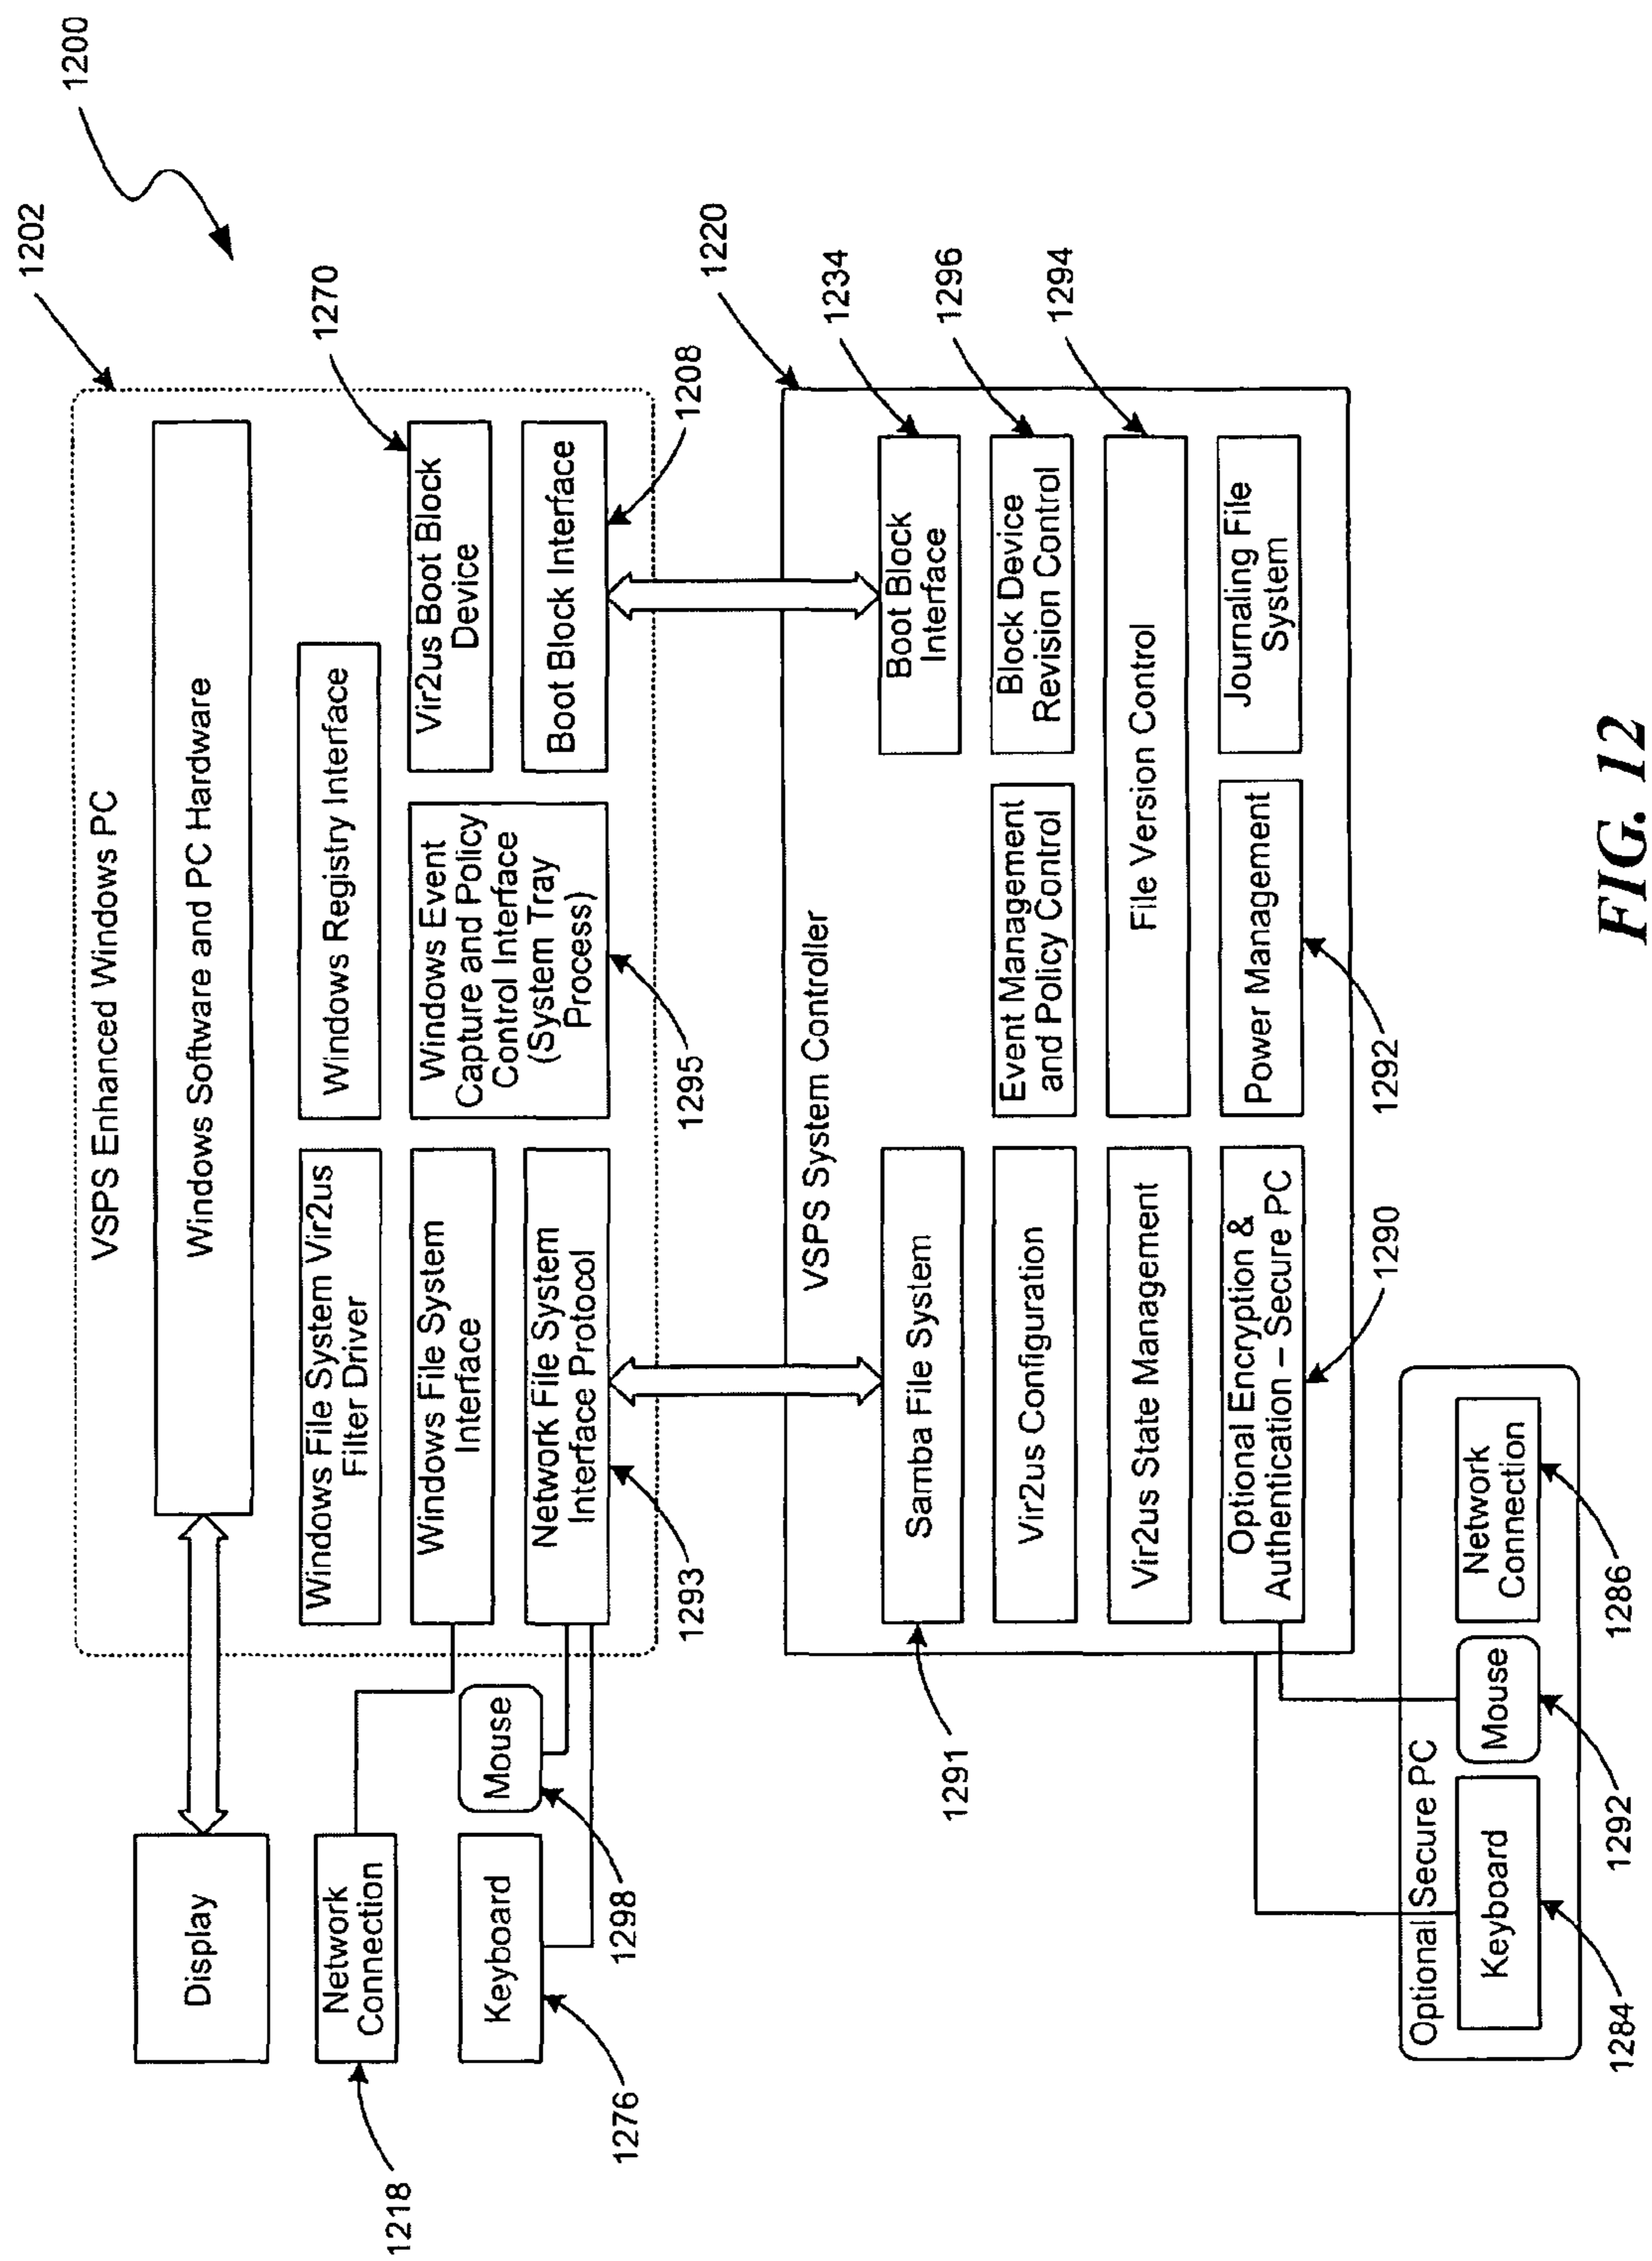 1200
1202
VSPS Enhanced Windows PC
Display
Windows Software and PC Hardware
Network
Connection
1218
Windows File System Vir2us
Filter Driver
Windows Registry Interface
1270
Windows File System
Interface
Windows Event
Capture and Policy
Control Interface
(System Tray
Process)
Vir2us Boot Block
Device
Keyboard
Mouse
Network File System
Interface Protocol
Boot Block Interface
1208
1276
1298
1293
1295
1220
VSPS System Controller
1234
1291
Samba File System
Boot Block
Interface
1296
Vir2us Configuration
Event Management
and Policy Control
Block Device
Revision Control
1294
Vir2us State Management
File Version Control
Optional Encryption &
Authentication – Secure PC
Power Management
Journaling File
System
1290
1292
Optional Secure PC
Keyboard
Mouse
Network
Connection
1284
1292
1286
FIG. 12